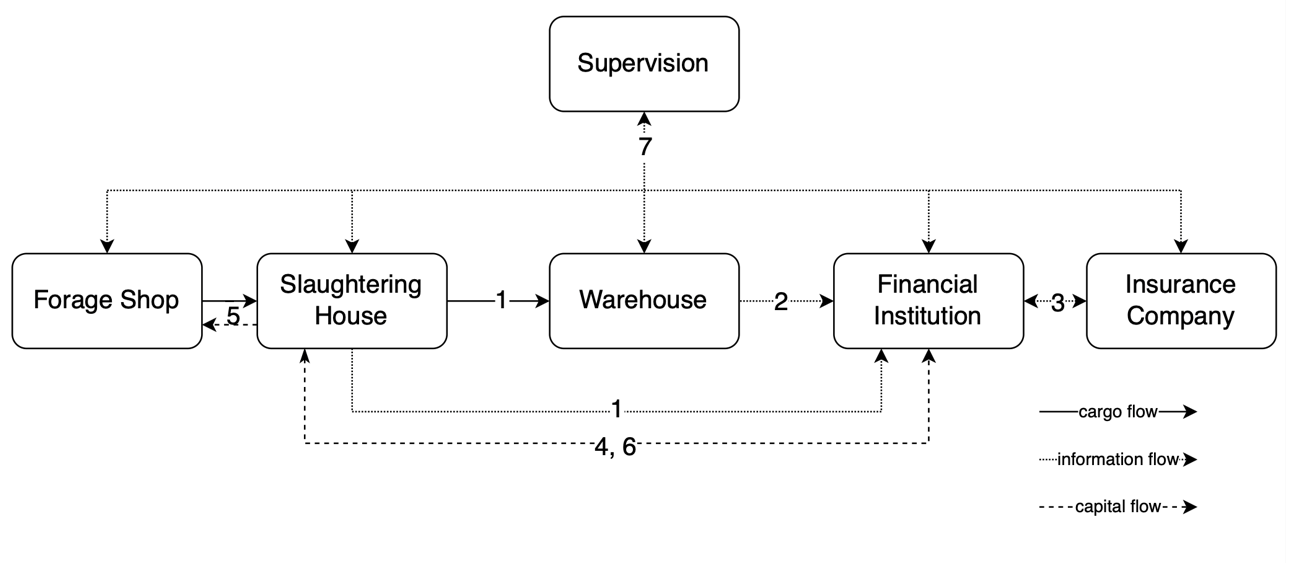 Supervision
7
Forage Shop
5
Slaughtering
House
1
Warehouse
2
Financial
Institution
3
Insurance
Company
1
4, 6
cargo flow
information flow
capital flow